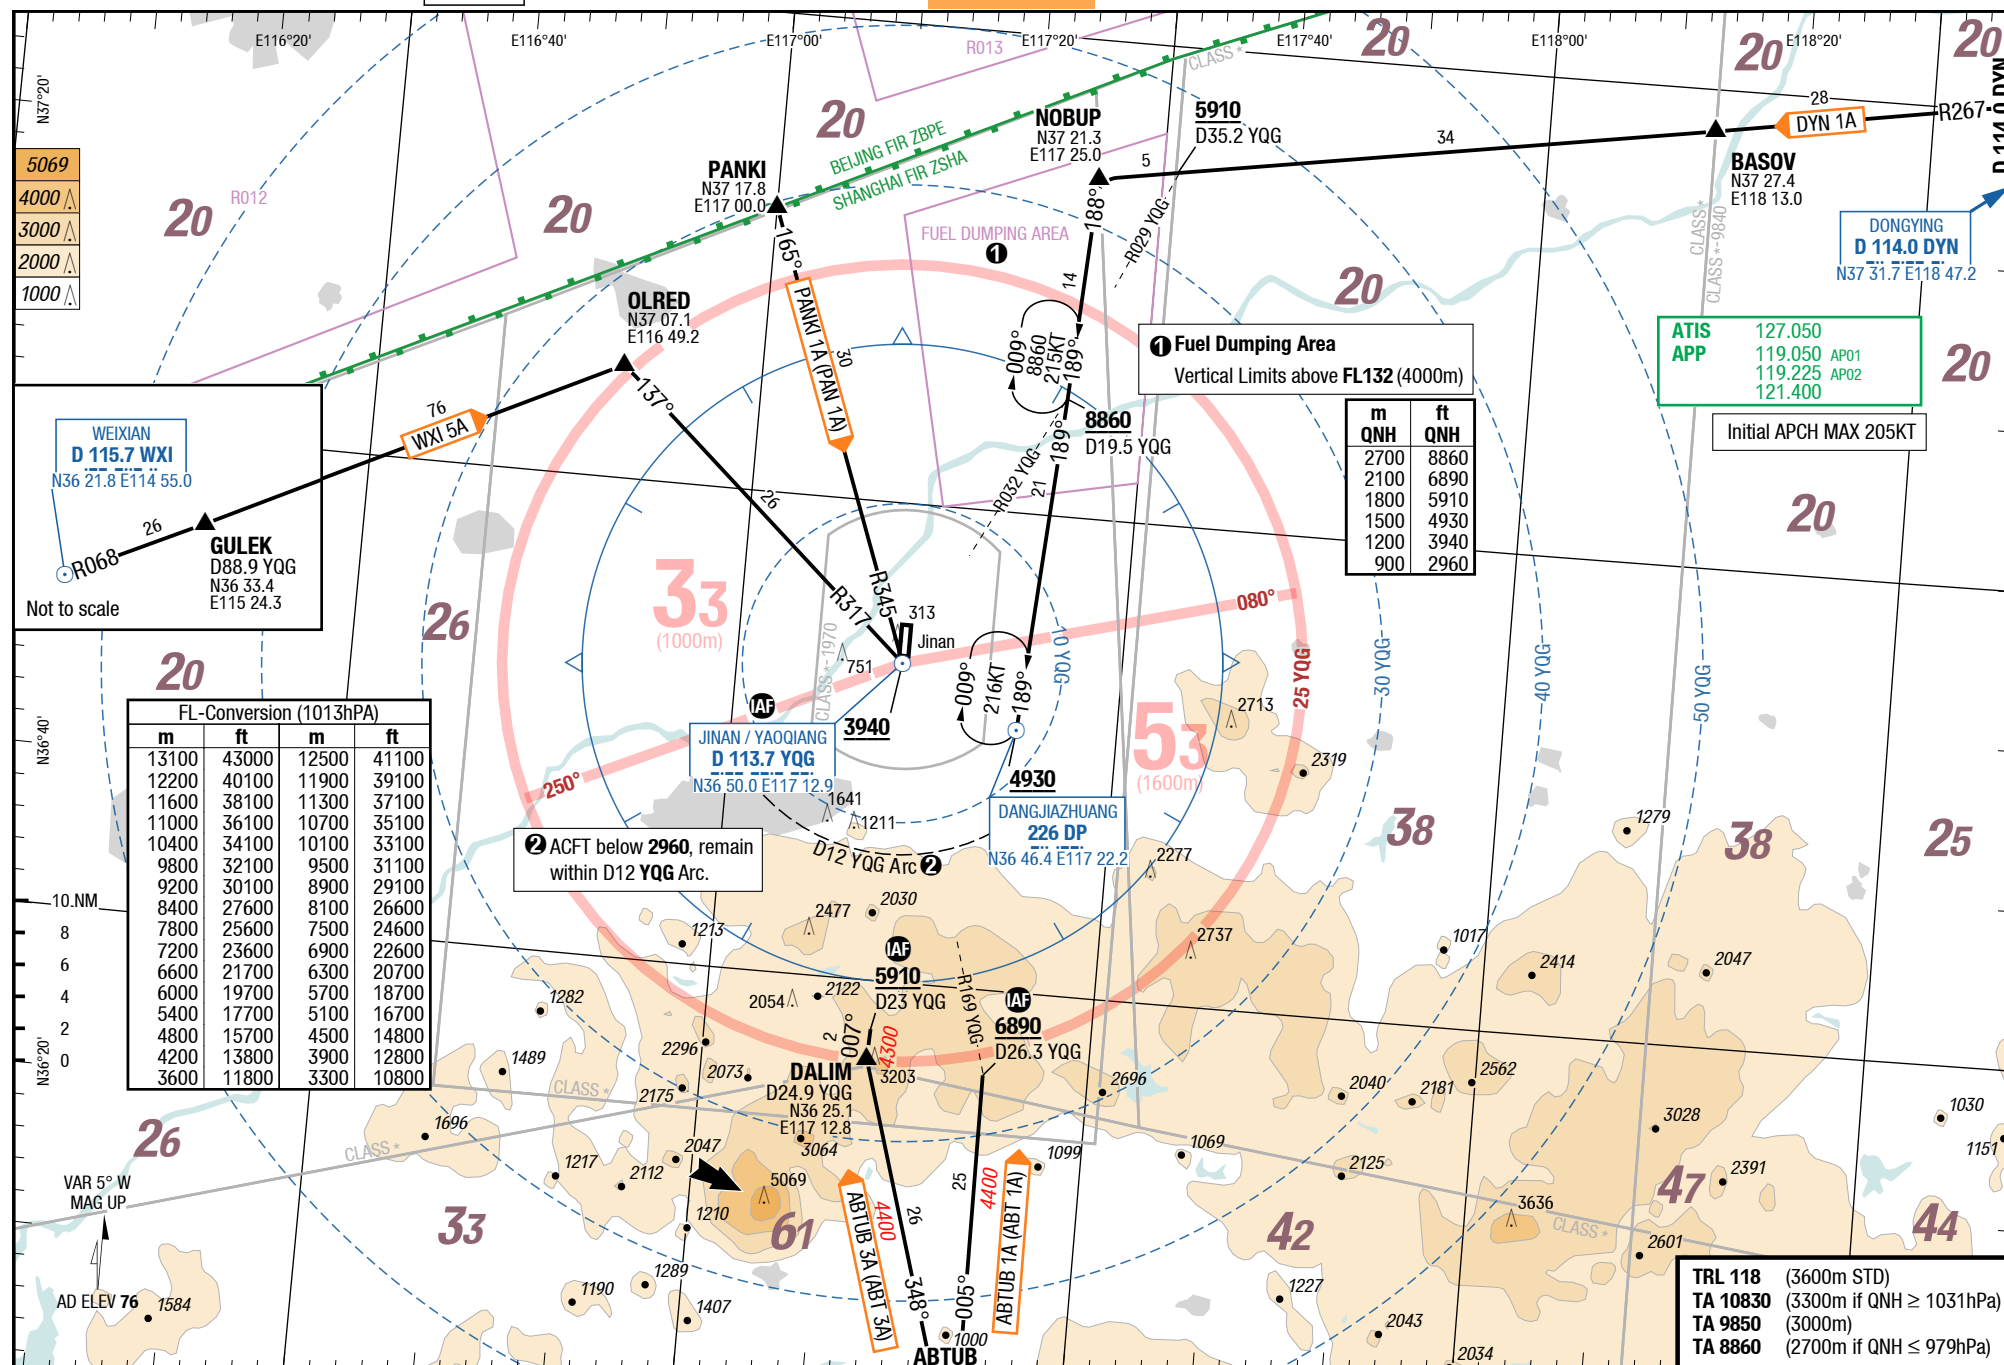 E116°20'
E116°40'
E117°00'
E117°20'
E117°40'
E118°00'
E118°20'
N37°20'
N36°40'
N36°20'
5069
4000
3000
2000
1000
R012
R013
20
20
20
20
20
20
20
20
20
20
26
26
33
61
38
38
25
42
47
44
33
(1000m)
53
(1600m)
BEIJING FIR ZBPE
SHANGHAI FIR ZSHA
CLASS *
NOBUP
N37 21.3
E117 25.0
5910
D35.2 YQG
5
34
28
DYN 1A
R267
D 114.0 DYN
BASOV
N37 27.4
E118 13.0
CLASS *
CLASS *-9840
DONGYING
D 114.0 DYN
N37 31.7 E118 47.2
PANKI
N37 17.8
E117 00.0
165°
PANKI 1A (PAN 1A)
30
FUEL DUMPING AREA
1
188°
R029 YQG
14
OLRED
N37 07.1
E116 49.2
137°
26
009°
8860
215KT
189°
8860
D19.5 YQG
189°
R032 YQG
21
1 Fuel Dumping Area
Vertical Limits above FL132 (4000m)
ATIS 127.050
APP 119.050 AP01
119.225 AP02
121.400
Initial APCH MAX 205KT
m ft
QNH QNH
2700 8860
2100 6890
1800 5910
1500 4930
1200 3940
900 2960
WEIXIAN
D 115.7 WXI
N36 21.8 E114 55.0
76
WXI 5A
26
R068
GULEK
D88.9 YQG
N36 33.4
E115 24.3
Not to scale
R317
R345
313
Jinan
751
CLASS *-1970
080°
250°
25 YQG
10 YQG
30 YQG
40 YQG
50 YQG
009°
216KT
189°
IAF
JINAN / YAOQIANG
D 113.7 YQG
N36 50.0 E117 12.9
3940
4930
DANGJIAZHUANG
226 DP
N36 46.4 E117 22.2
1641
1211
D12 YQG Arc 2
2 ACFT below 2960, remain
within D12 YQG Arc.
2713
2319
2277
1279
FL-Conversion (1013hPA)
m ft m ft
13100 43000 12500 41100
12200 40100 11900 39100
11600 38100 11300 37100
11000 36100 10700 35100
10400 34100 10100 33100
9800 32100 9500 31100
9200 30100 8900 29100
8400 27600 8100 26600
7800 25600 7500 24600
7200 23600 6900 22600
6600 21700 6300 20700
6000 19700 5700 18700
5400 17700 5100 16700
4800 15700 4500 14800
4200 13800 3900 12800
3600 11800 3300 10800
10 NM
8
6
4
2
0
2030
2477
1213
2737
1017
2414
2047
IAF
5910
D23 YQG
2054
2122
R169 YQG
IAF
6890
D26.3 YQG
1282
2
007°
4300
2296
1489
2073
DALIM
D24.9 YQG
N36 25.1
E117 12.8
3203
2175
2696
2562
2040
2181
CLASS *
CLASS *
1696
3064
3028
1030
1151
2047
1217
2112
5069
1069
1099
2125
2391
1210
3636
CLASS *
2601
VAR 5° W
MAG UP
AD ELEV 76
1584
1190
1289
1407
ABTUB 3A (ABT 3A)
4400
26
348°
25
4400
005°
ABTUB 1A (ABT 1A)
1000
ABTUB
1227
2043
2034
TRL 118 (3600m STD)
TA 10830 (3300m if QNH ≥ 1031hPa)
TA 9850 (3000m)
TA 8860 (2700m if QNH ≤ 979hPa)